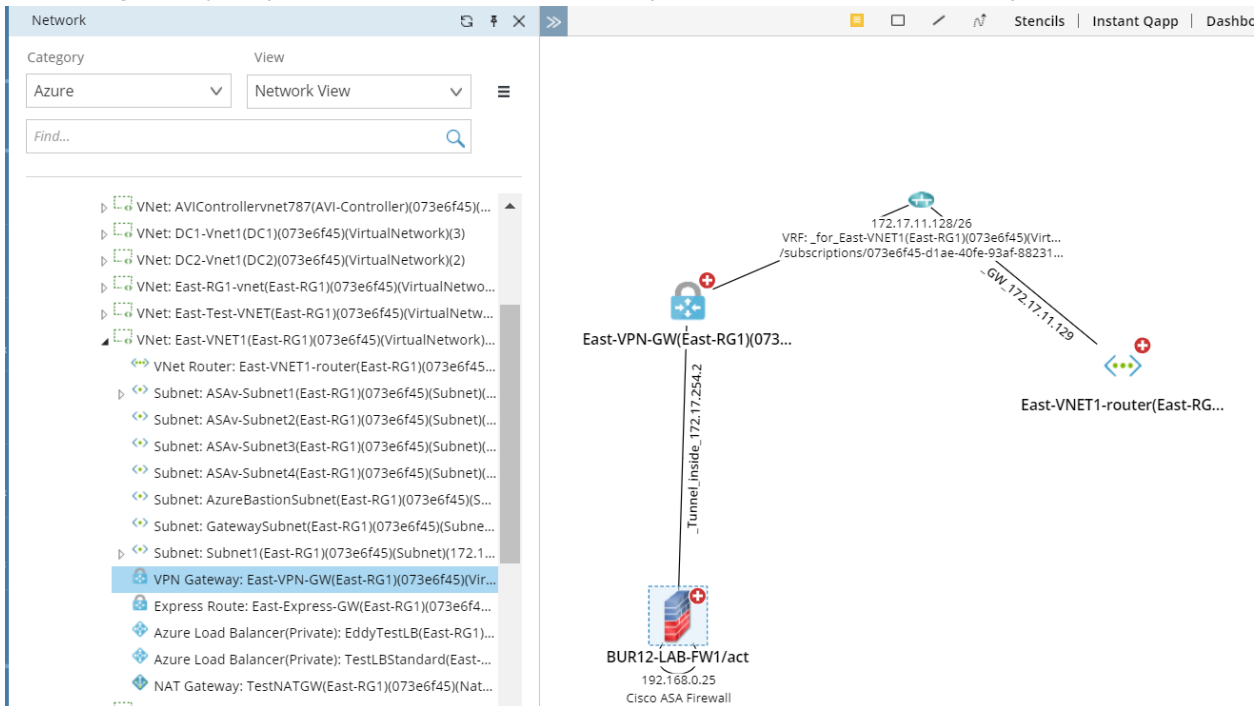 Network
Category
View
Azure
Network View
Find...
VNet: AVIControllervnet787(AVI-Controller)(073e6f45)(...
VNet: DC1-Vnet1(DC1)(073e6f45)(VirtualNetwork)(3)
VNet: DC2-Vnet1(DC2)(073e6f45)(VirtualNetwork)(2)
VNet: East-RG1-vnet(East-RG1)(073e6f45)(VirtualNetwo...
VNet: East-Test-VNET(East-RG1)(073e6f45)(VirtualNetw...
VNet: East-VNET1(East-RG1)(073e6f45)(VirtualNetwork)...
VNet Router: East-VNET1-router(East-RG1)(073e6f45...
Subnet: ASAv-Subnet1(East-RG1)(073e6f45)(Subnet)(...
Subnet: ASAv-Subnet2(East-RG1)(073e6f45)(Subnet)(...
Subnet: ASAv-Subnet3(East-RG1)(073e6f45)(Subnet)(...
Subnet: ASAv-Subnet4(East-RG1)(073e6f45)(Subnet)(...
Subnet: AzureBastionSubnet(East-RG1)(073e6f45)(S...
Subnet: GatewaySubnet(East-RG1)(073e6f45)(Subne...
Subnet: Subnet1(East-RG1)(073e6f45)(Subnet)(172.1...
VPN Gateway: East-VPN-GW(East-RG1)(073e6f45)(Vir...
Express Route: East-Express-GW(East-RG1)(073e6f4...
Azure Load Balancer(Private): EddyTestLB(East-RG1)...
Azure Load Balancer(Private): TestLBStandard(East-...
NAT Gateway: TestNATGW(East-RG1)(073e6f45)(Nat...
Stencils | Instant Qapp | Dashbo
172.17.11.128/26
VRF: _for_East-VNET1(East-RG1)(073e6f45)(Virt...
/subscriptions/073e6f45-d1ae-40fe-93af-88231...
_GW_172.17.11.129
East-VPN-GW(East-RG1)(073...
East-VNET1-router(East-RG...
_Tunnel_inside_172.17.254.2
BUR12-LAB-FW1/act
192.168.0.25
Cisco ASA Firewall